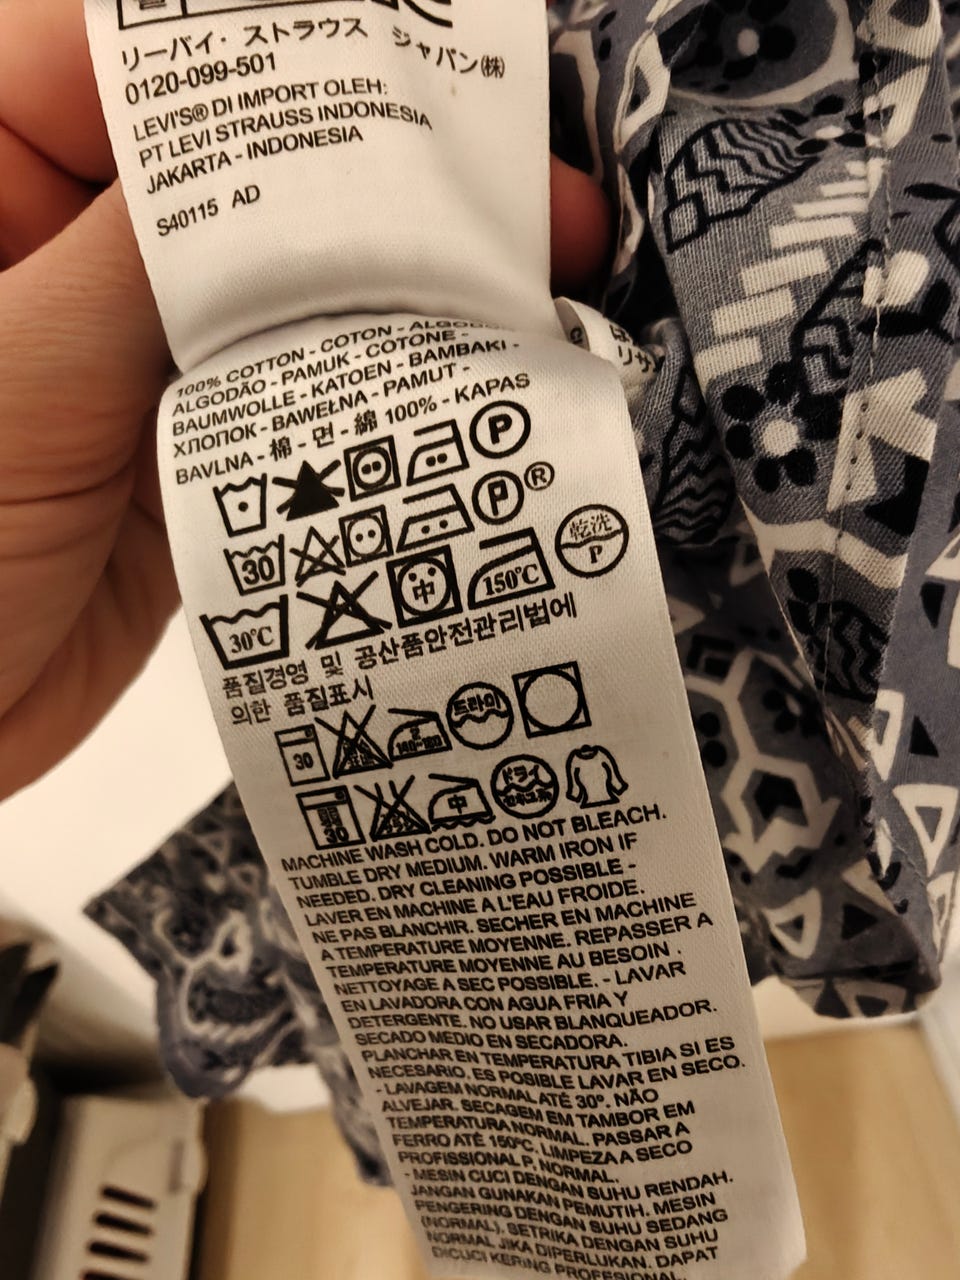 リーバイ・ストラウス ジャパン㈱
0120-099-501
LEVI'S® DI IMPORT OLEH:
PT LEVI STRAUSS INDONESIA
JAKARTA - INDONESIA
S40115 AD
100% COTTON - COTON -
ALGODÃO - PAMUK - COTONE -
BAUMWOLLE - KATOEN - BAMBAKI -
ХЛОПОК - BAWEŁNA - PAMUT -
BAVLNA - 棉 - 면 - 綿 100% - KAPAS
P
30 P ®
30°C 中 150°C 乾洗 P
품질경영 및 공산품안전관리법에
의한 품질표시
30 드라이
弱 30 中 ドライ
MACHINE WASH COLD. DO NOT BLEACH.
TUMBLE DRY MEDIUM. WARM IRON IF
NEEDED. DRY CLEANING POSSIBLE -
LAVER EN MACHINE A L'EAU FROIDE.
NE PAS BLANCHIR. SECHER EN MACHINE
A TEMPERATURE MOYENNE. REPASSER A
TEMPERATURE MOYENNE AU BESOIN .
NETTOYAGE A SEC POSSIBLE. - LAVAR
EN LAVADORA CON AGUA FRIA Y
DETERGENTE. NO USAR BLANQUEADOR.
SECADO MEDIO EN SECADORA.
PLANCHAR EN TEMPERATURA TIBIA SI ES
NECESARIO. ES POSIBLE LAVAR EN SECO.
- LAVAGEM NORMAL ATÉ 30º. NÃO
ALVEJAR. SECAGEM EM TAMBOR EM
TEMPERATURA NORMAL. PASSAR A
FERRO ATÉ 150ºC. LIMPEZA A SECO
PROFISSIONAL P, NORMAL.
- MESIN CUCI DENGAN SUHU RENDAH.
JANGAN GUNAKAN PEMUTIH. MESIN
PENGERING DENGAN SUHU SEDANG
(NORMAL). SETRIKA DENGAN SUHU
NORMAL JIKA DIPERLUKAN. DAPAT
DICUCI KERING PROFESIONAL.